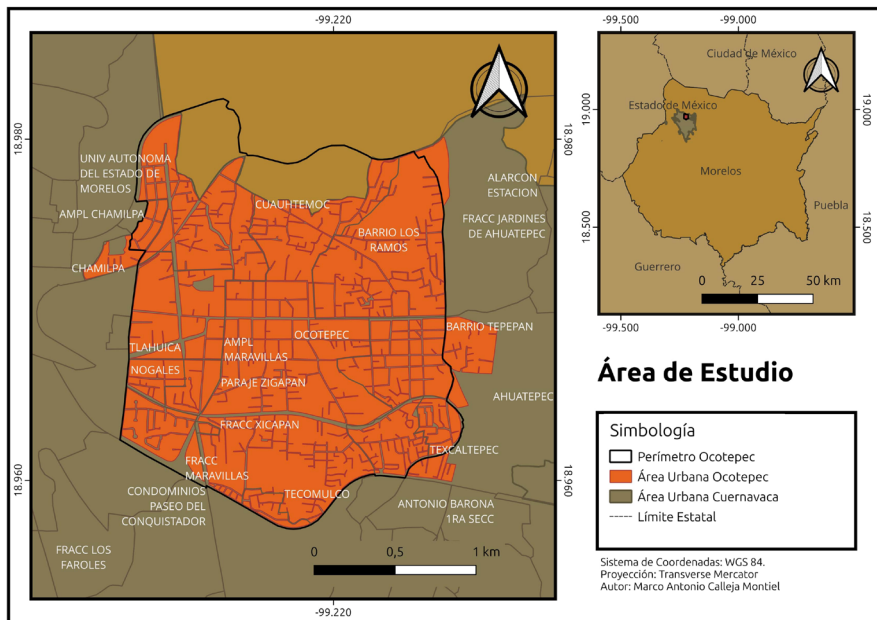 -99.220
18.980
18.980
UNIV AUTONOMA
DEL ESTADO DE
MORELOS
AMPL CHAMILPA
CHAMILPA
CUAUHTEMOC
BARRIO LOS
RAMOS
ALARCON
ESTACION
FRACC JARDINES
DE AHUATEPEC
TLAHUICA
NOGALES
AMPL
MARAVILLAS
OCOTEPEC
BARRIO TEPEPAN
PARAJE ZIGAPAN
AHUATEPEC
FRACC XICAPAN
FRACC
MARAVILLAS
TEXCALTEPEC
TECOMULCO
CONDOMINIOS
PASEO DEL
CONQUISTADOR
ANTONIO BARONA
1RA SECC
FRACC LOS
FAROLES
18.960
18.960
0 0,5 1 km
-99.220
-99.500 -99.000
19.000
19.000
Ciudad de México
Estado de México
Morelos
Puebla
Guerrero
18.500
18.500
0 25 50 km
-99.500 -99.000
Área de Estudio
Simbología
Perímetro Ocotepec
Área Urbana Ocotepec
Área Urbana Cuernavaca
Límite Estatal
Sistema de Coordenadas: WGS 84.
Proyección: Transverse Mercator
Autor: Marco Antonio Calleja Montiel